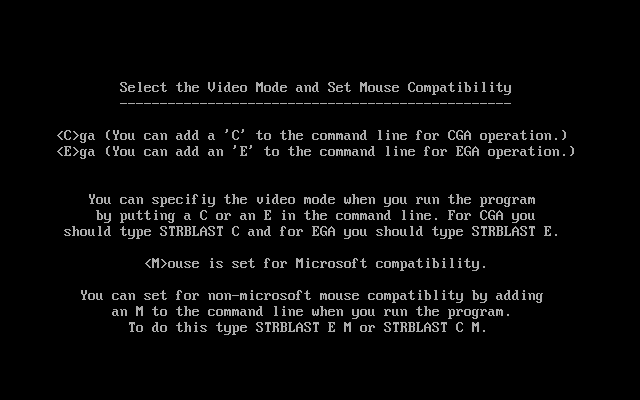 Select the Video Mode and Set Mouse Compatibility
-------------------------------------------------
<C>ga (You can add a 'C' to the command line for CGA operation.)
<E>ga (You can add an 'E' to the command line for EGA operation.)
You can specifiy the video mode when you run the program
by putting a C or an E in the command line. For CGA you
should type STRBLAST C and for EGA you should type STRBLAST E.
<M>ouse is set for Microsoft compatibility.
You can set for non-microsoft mouse compatiblity by adding
an M to the command line when you run the program.
To do this type STRBLAST E M or STRBLAST C M.